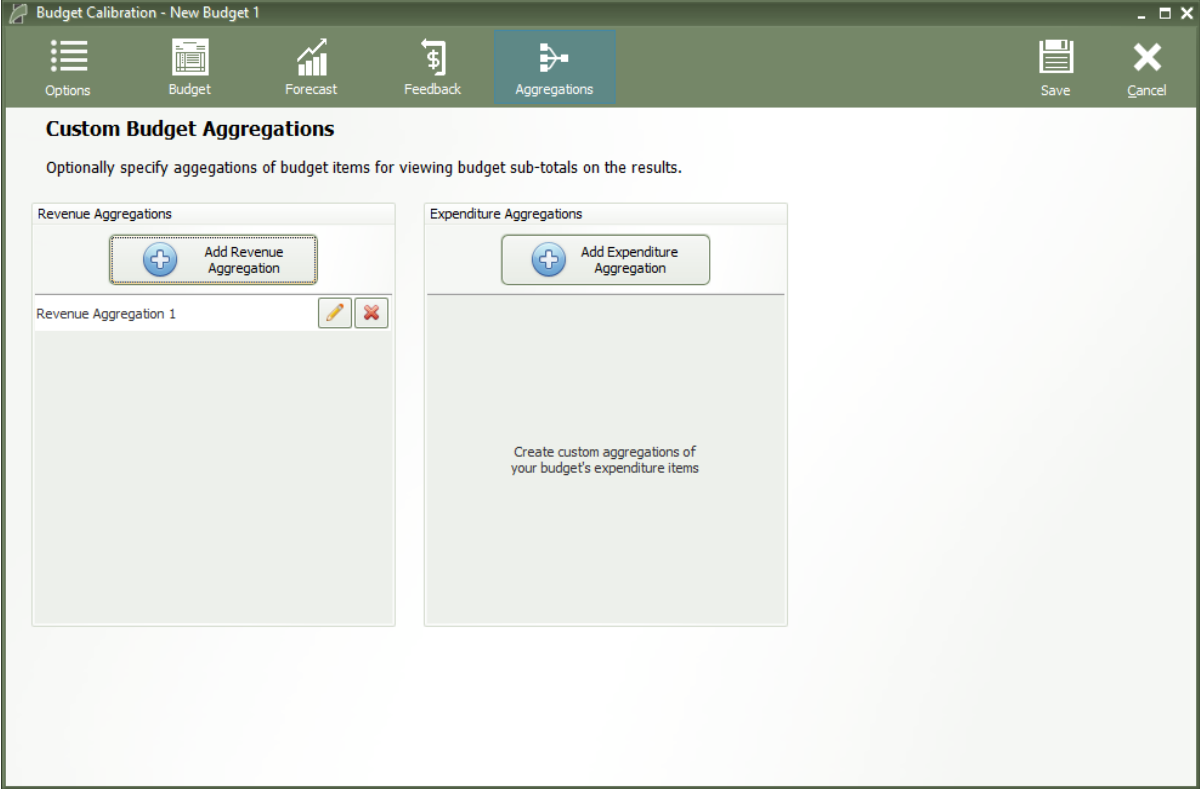 Budget Calibration - New Budget 1
Options
Budget
Forecast
Feedback
Aggregations
Save
Cancel
Custom Budget Aggregations
Optionally specify aggegations of budget items for viewing budget sub-totals on the results.
Revenue Aggregations
Add Revenue
Aggregation
Revenue Aggregation 1
Expenditure Aggregations
Add Expenditure
Aggregation
Create custom aggregations of
your budget's expenditure items